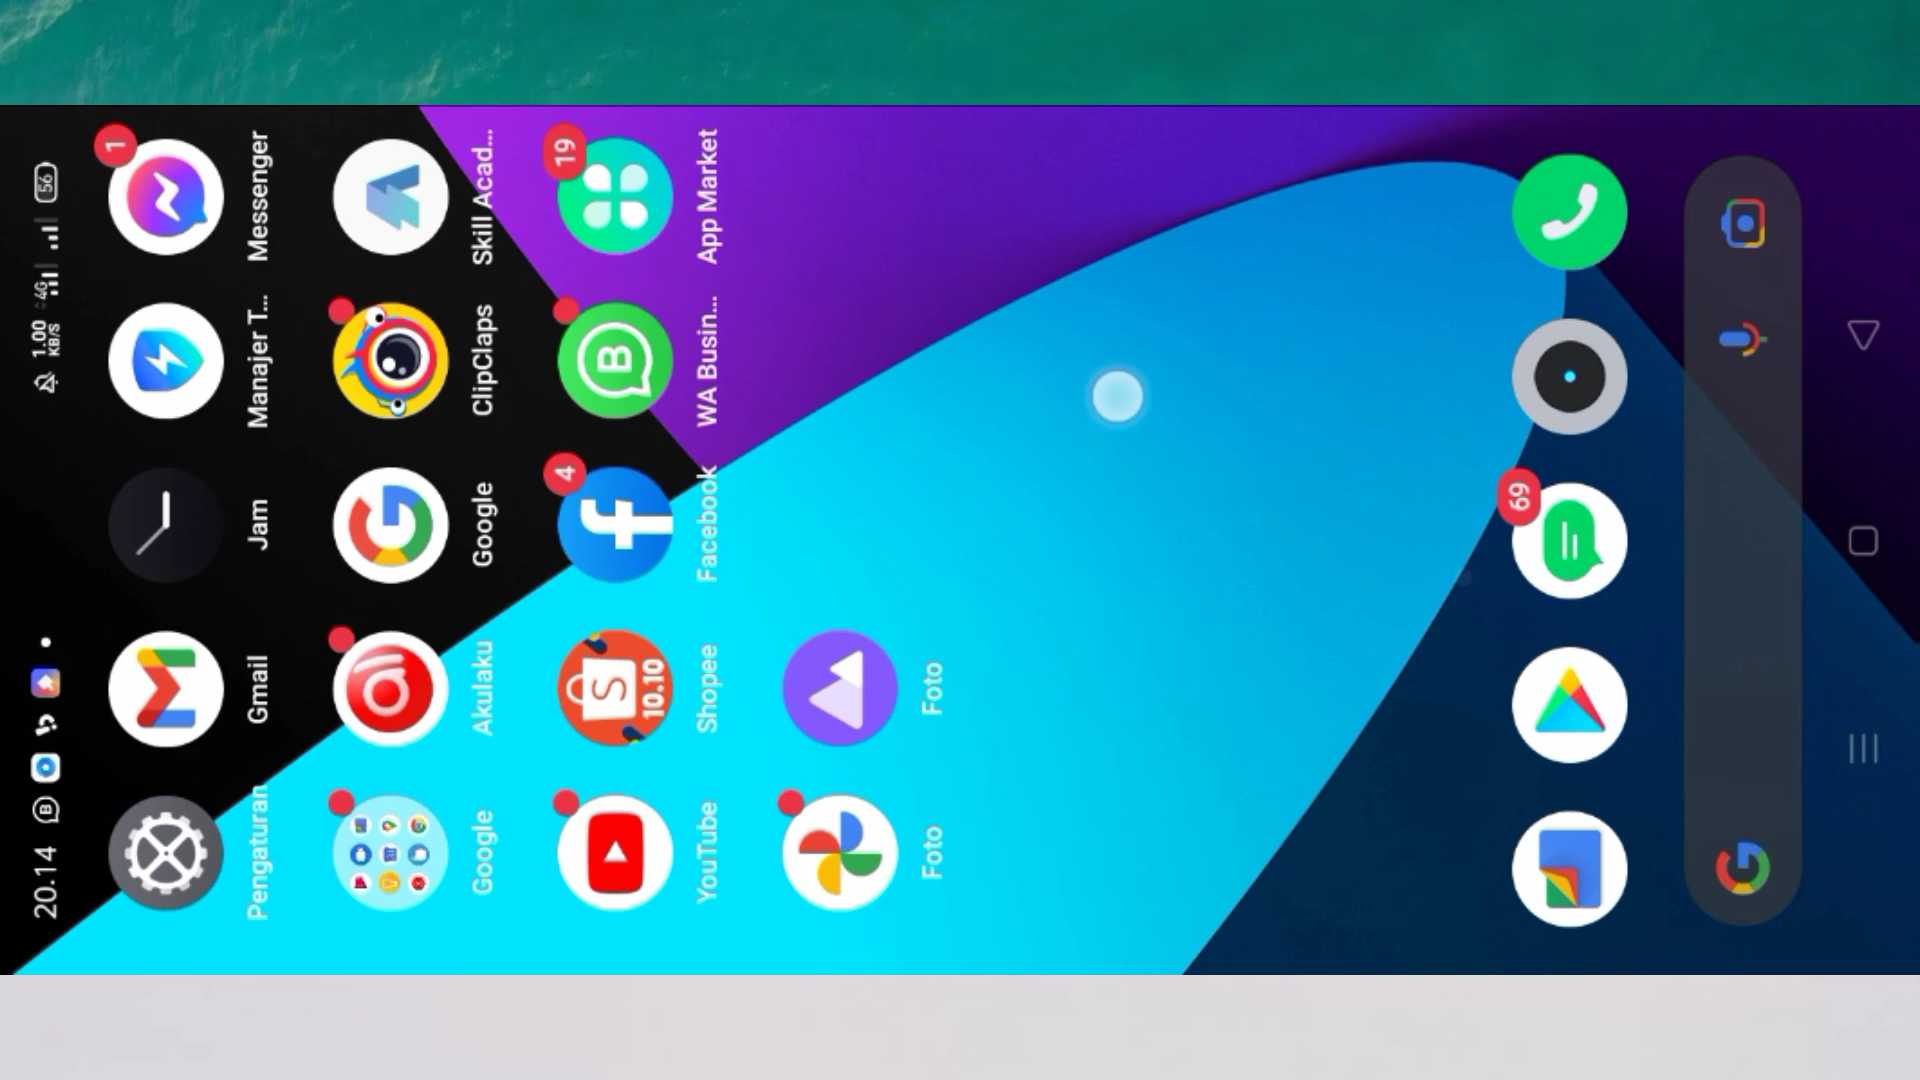 20.14
1.00
KB/S
4G
56
Pengaturan
Gmail
Jam
Manajer T...
1
Messenger
Google
Akulaku
Google
ClipClaps
Skill Acad...
YouTube
S
10.10
Shopee
4
Facebook
B
WA Busin...
19
App Market
Foto
Foto
69